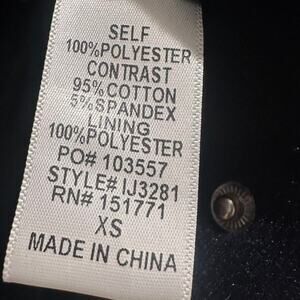 SELF
100%POLYESTER
CONTRAST
95%COTTON
5%SPANDEX
LINING
100%POLYESTER
PO# 103557
STYLE# IJ3281
RN# 151771
XS
MADE IN CHINA